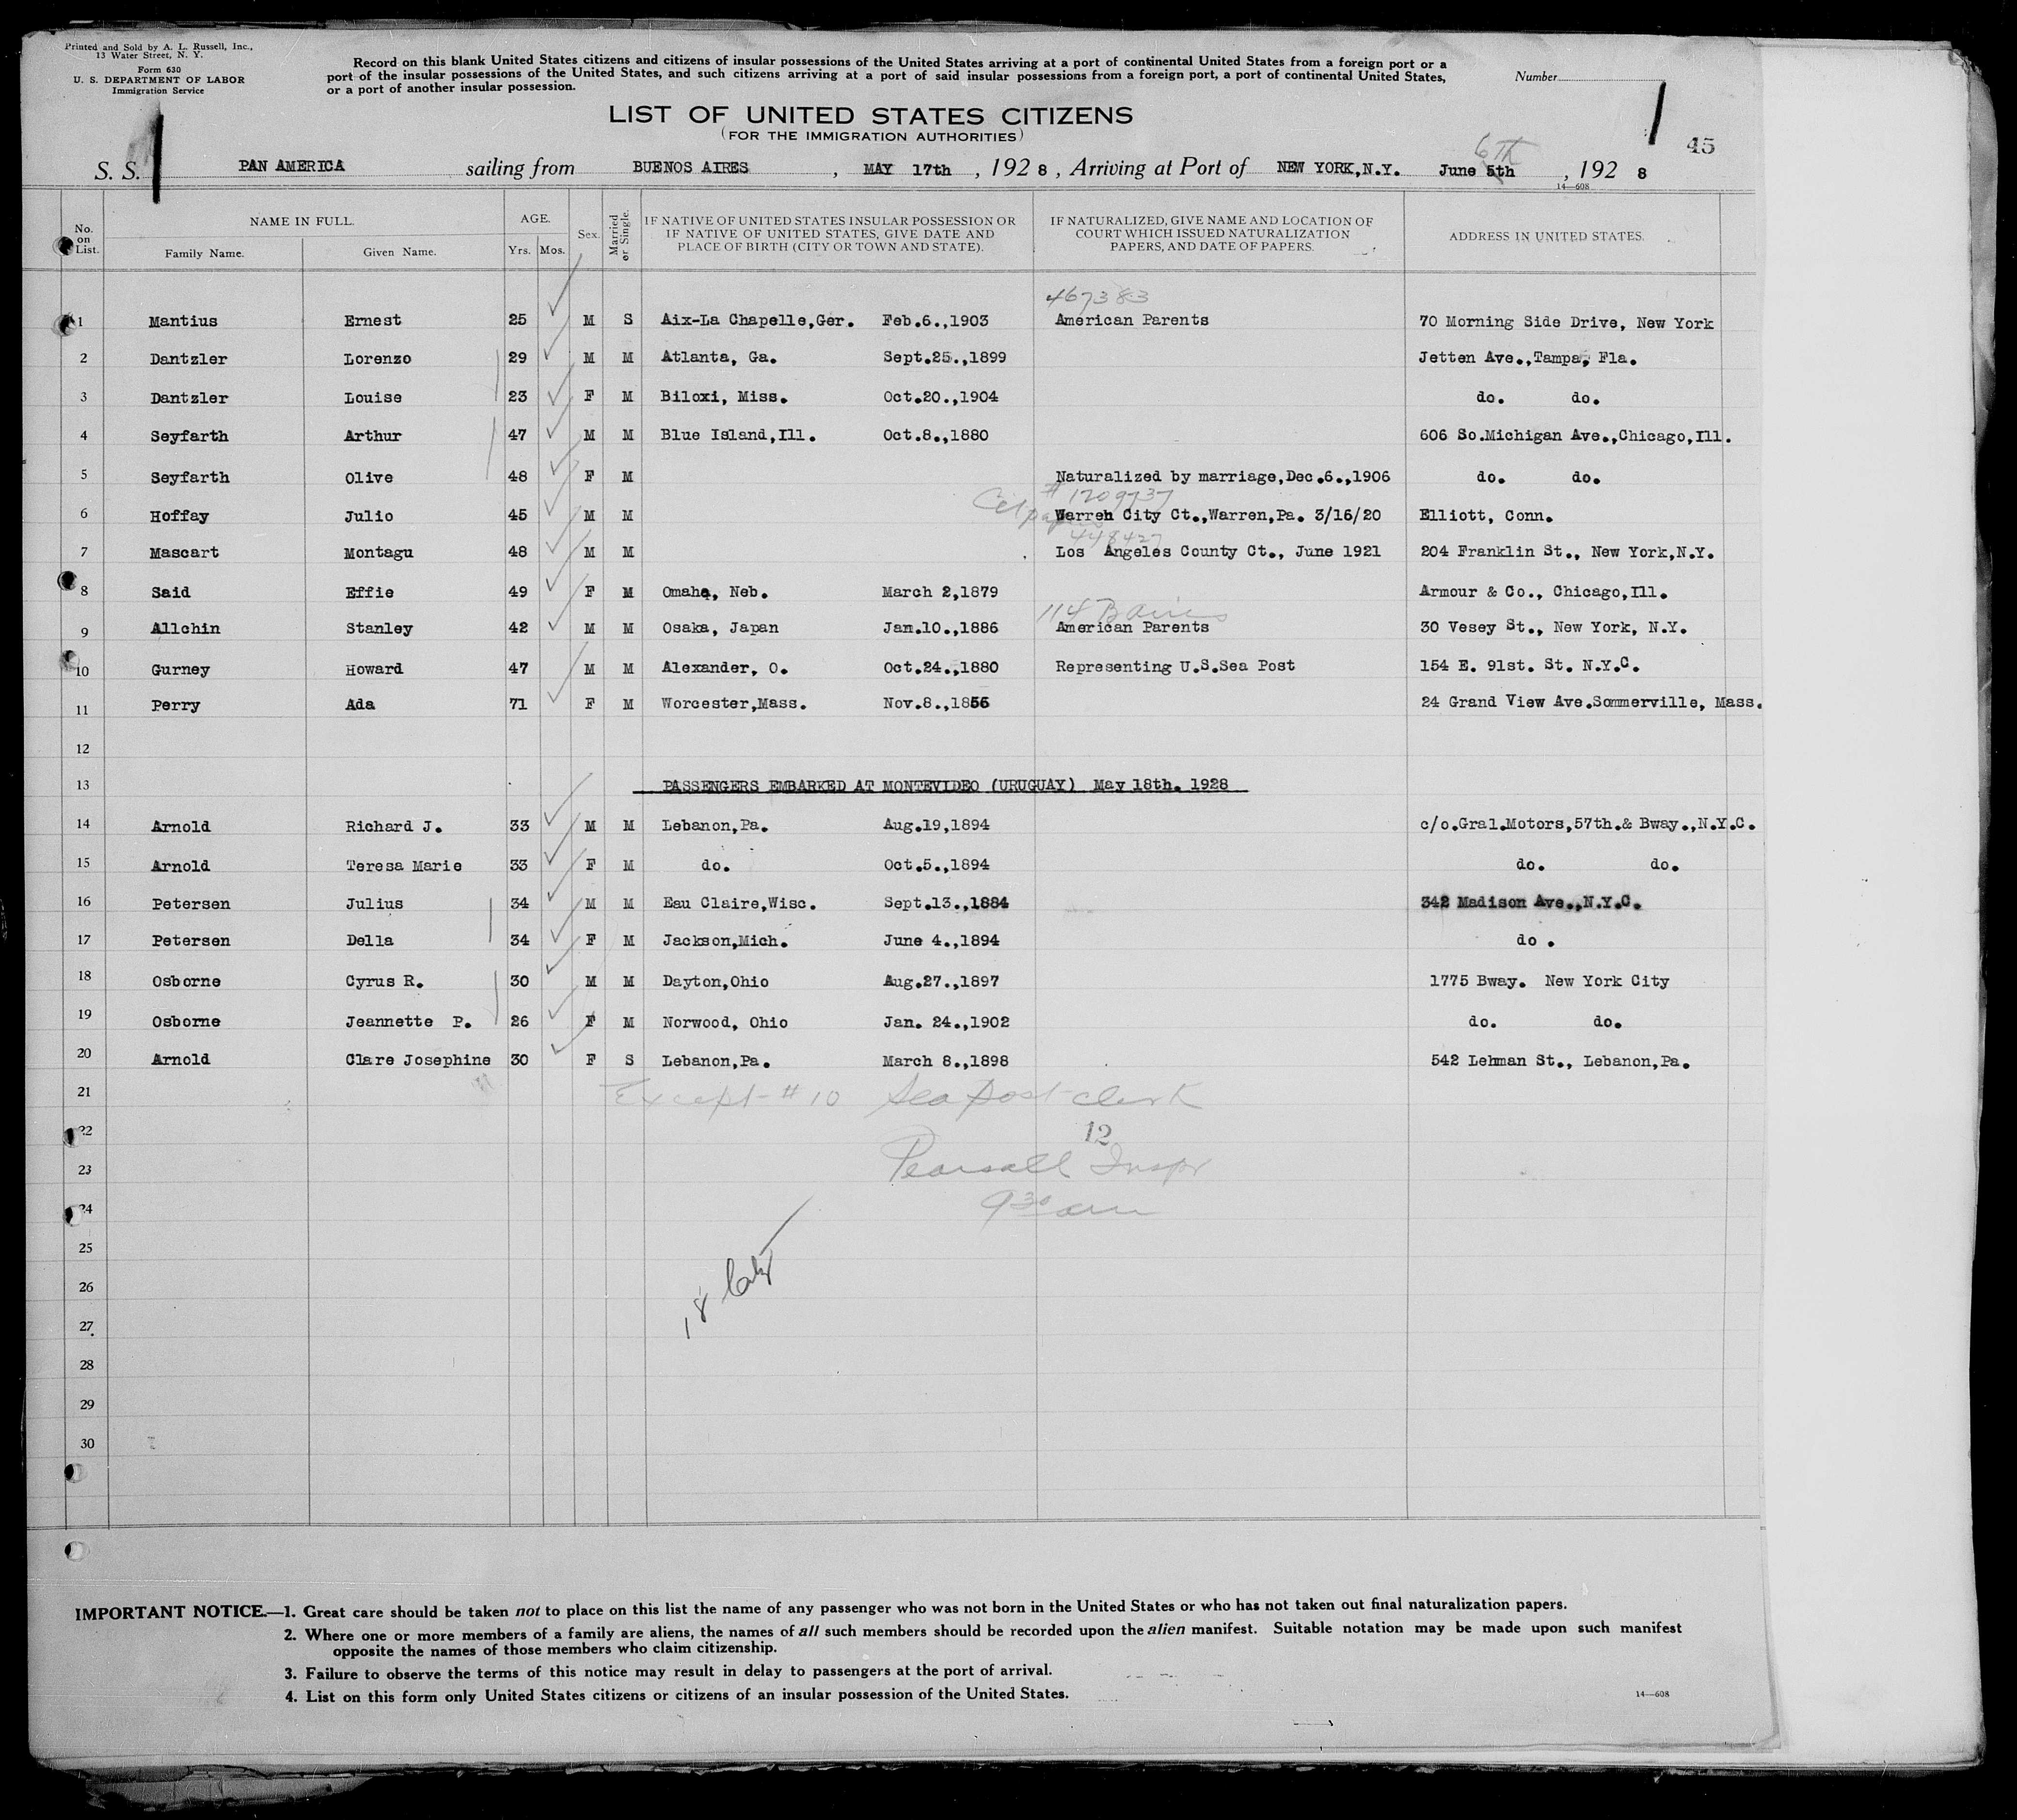 Printed and Sold by A. L. Russell, Inc.,
13 Water Street, N. Y.
Form 630
U. S. DEPARTMENT OF LABOR
Immigration Service
Record on this blank United States citizens and citizens of insular possessions of the United States arriving at a port of continental United States from a foreign port or a
port of the insular possessions of the United States, and such citizens arriving at a port of said insular possessions from a foreign port, a port of continental United States,
or a port of another insular possession.
Number
LIST OF UNITED STATES CITIZENS
(FOR THE IMMIGRATION AUTHORITIES)
45
6th
S. S. PAN AMERICA sailing from BUENOS AIRES , MAY 17th , 192 8 , Arriving at Port of NEW YORK,N.Y. June 5th , 192 8
14—608
No. on List. NAME IN FULL. Family Name. Given Name. AGE. Yrs. Mos. Sex. Married or Single. IF NATIVE OF UNITED STATES INSULAR POSSESSION OR IF NATIVE OF UNITED STATES, GIVE DATE AND PLACE OF BIRTH (CITY OR TOWN AND STATE). IF NATURALIZED, GIVE NAME AND LOCATION OF COURT WHICH ISSUED NATURALIZATION PAPERS, AND DATE OF PAPERS. ADDRESS IN UNITED STATES.
467383
1 Mantius Ernest 25 M S Aix-La Chapelle,Ger. Feb.6.,1903 American Parents 70 Morning Side Drive, New York
2 Dantzler Lorenzo 29 M M Atlanta, Ga. Sept.25.,1899 Jetten Ave.,Tampa, Fla.
3 Dantzler Louise 23 F M Biloxi, Miss. Oct.20.,1904 do. do.
4 Seyfarth Arthur 47 M M Blue Island,Ill. Oct.8.,1880 606 So.Michigan Ave.,Chicago,Ill.
5 Seyfarth Olive 48 F M Naturalized by marriage,Dec.6.,1906 do. do.
# 1209737
6 Hoffay Julio 45 M M Warren City Ct.,Warren,Pa. 3/16/20 Elliott, Conn.
448427
7 Mascart Montagu 48 M M Los Angeles County Ct., June 1921 204 Franklin St., New York,N.Y.
8 Said Effie 49 F M Omaha, Neb. March 2,1879 Armour & Co., Chicago,Ill.
114 B Aires
9 Allchin Stanley 42 M M Osaka, Japan Jan.10.,1886 American Parents 30 Vesey St., New York, N.Y.
10 Gurney Howard 47 M M Alexander, O. Oct.24.,1880 Representing U.S.Sea Post 154 E. 91st. St. N.Y.C.
11 Perry Ada 71 F M Worcester,Mass. Nov.8.,1856 24 Grand View Ave.Sommerville, Mass.
12
13 PASSENGERS EMBARKED AT MONTEVIDEO (URUGUAY) May 18th. 1928
14 Arnold Richard J. 33 M M Lebanon,Pa. Aug.19,1894 c/o.Gral.Motors,57th.& Bway.,N.Y.C.
15 Arnold Teresa Marie 33 F M do. Oct.5.,1894 do. do.
16 Petersen Julius 34 M M Eau Claire,Wisc. Sept.13.,1884 342 Madison Ave.,N.Y.C.
17 Petersen Della 34 F M Jackson,Mich. June 4.,1894 do .
18 Osborne Cyrus R. 30 M M Dayton,Ohio Aug.27.,1897 1775 Bway. New York City
19 Osborne Jeannette P. 26 F M Norwood, Ohio Jan. 24.,1902 do. do.
20 Arnold Clare Josephine 30 F S Lebanon,Pa. March 8.,1898 542 Lehman St., Lebanon,Pa.
21 Except #10 Sea post clerk
22 12
23 Pearsall Inspr
24 9 30 am
25
26
27
28
29
30
IMPORTANT NOTICE.—1. Great care should be taken not to place on this list the name of any passenger who was not born in the United States or who has not taken out final naturalization papers.
2. Where one or more members of a family are aliens, the names of all such members should be recorded upon the alien manifest. Suitable notation may be made upon such manifest
opposite the names of those members who claim citizenship.
3. Failure to observe the terms of this notice may result in delay to passengers at the port of arrival.
4. List on this form only United States citizens or citizens of an insular possession of the United States.
14—608